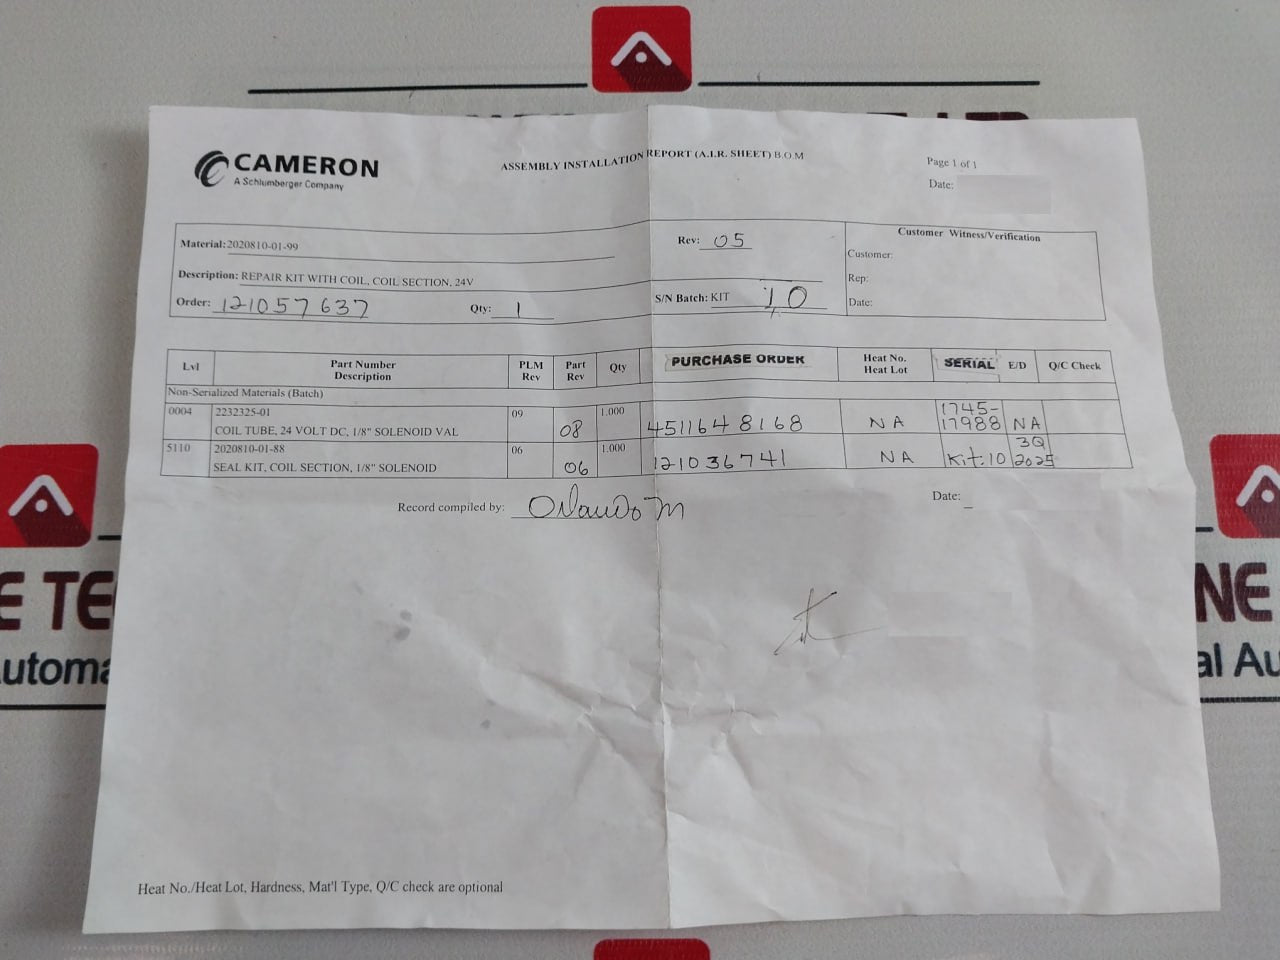 CAMERON
A Schlumberger Company
ASSEMBLY INSTALLATION REPORT (A.I.R. SHEET) B.O.M
Page 1 of 1
Date:
Material: 2020810-01-99
Rev: 05
Customer Witness/Verification
Customer:
Description: REPAIR KIT WITH COIL, COIL SECTION, 24V
Rep:
Order: 121057637
Qty: 1
S/N Batch: KIT 10
Date:
Lvl
Part Number
Description
PLM
Rev
Part
Rev
Qty
PURCHASE ORDER
Heat No.
Heat Lot
SERIAL
E/D
Q/C Check
Non-Serialized Materials (Batch)
0004
2232325-01
COIL TUBE, 24 VOLT DC, 1/8" SOLENOID VAL
09
08
1.000
4511648168
NA
1745-
17988
NA
5110
2020810-01-88
SEAL KIT, COIL SECTION, 1/8" SOLENOID
06
06
1.000
121036741
NA
Kit:10
3Q
2025
Record compiled by: Orlando M
Date:
Heat No./Heat Lot, Hardness, Mat'l Type, Q/C check are optional
E TE
NE
utoma
al Au